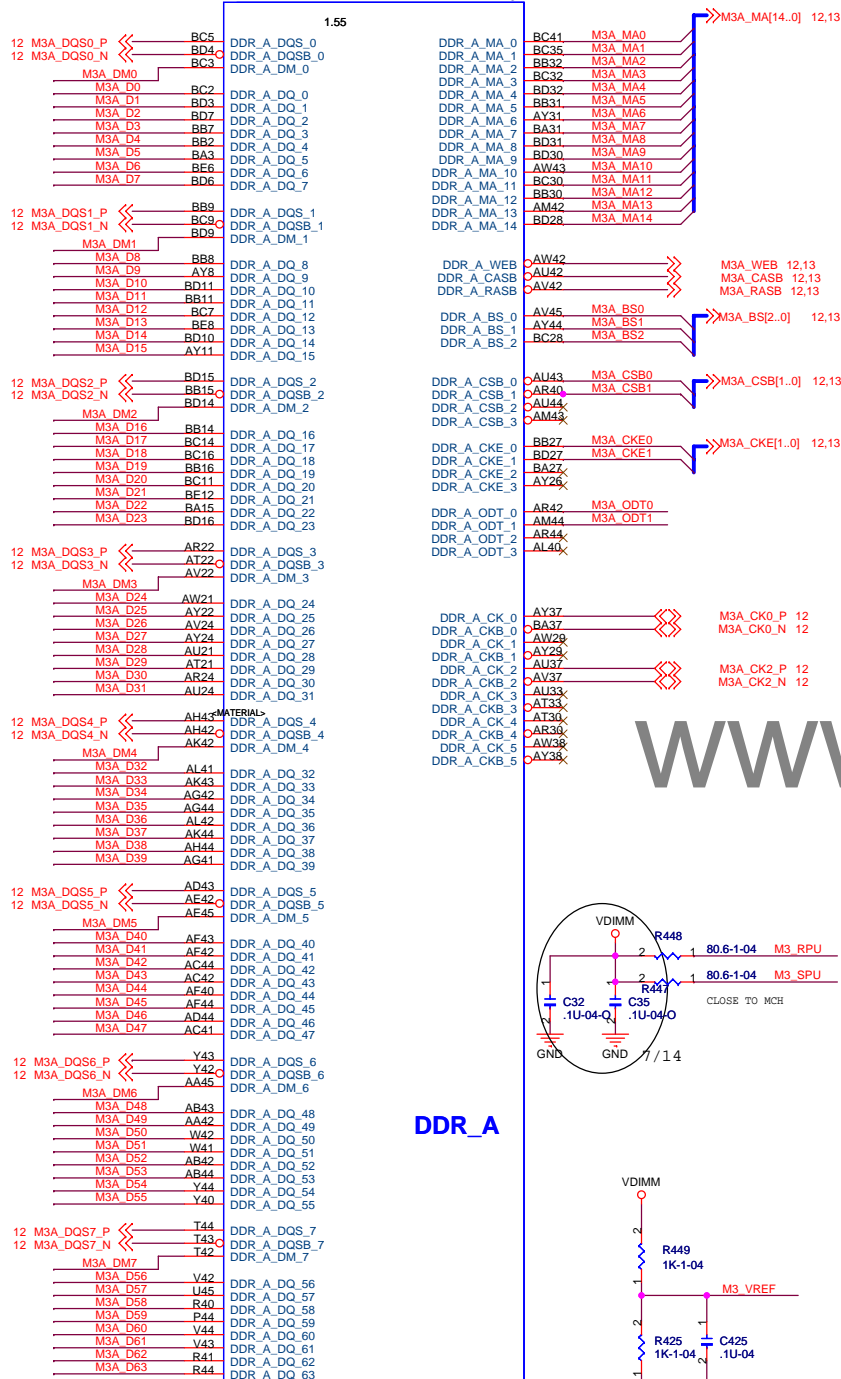 1.55
12 M3A_DQS0_P BC5 DDR_A_DQS_0
12 M3A_DQS0_N BD4 DDR_A_DQSB_0
M3A_DM0 BC3 DDR_A_DM_0
M3A_D0 BC2 DDR_A_DQ_0
M3A_D1 BD3 DDR_A_DQ_1
M3A_D2 BD7 DDR_A_DQ_2
M3A_D3 BB7 DDR_A_DQ_3
M3A_D4 BB2 DDR_A_DQ_4
M3A_D5 BA3 DDR_A_DQ_5
M3A_D6 BE6 DDR_A_DQ_6
M3A_D7 BD6 DDR_A_DQ_7
12 M3A_DQS1_P BB9 DDR_A_DQS_1
12 M3A_DQS1_N BC9 DDR_A_DQSB_1
M3A_DM1 BD9 DDR_A_DM_1
M3A_D8 BB8 DDR_A_DQ_8
M3A_D9 AY8 DDR_A_DQ_9
M3A_D10 BD11 DDR_A_DQ_10
M3A_D11 BB11 DDR_A_DQ_11
M3A_D12 BC7 DDR_A_DQ_12
M3A_D13 BE8 DDR_A_DQ_13
M3A_D14 BD10 DDR_A_DQ_14
M3A_D15 AY11 DDR_A_DQ_15
12 M3A_DQS2_P BD15 DDR_A_DQS_2
12 M3A_DQS2_N BB15 DDR_A_DQSB_2
M3A_DM2 BD14 DDR_A_DM_2
M3A_D16 BB14 DDR_A_DQ_16
M3A_D17 BC14 DDR_A_DQ_17
M3A_D18 BC16 DDR_A_DQ_18
M3A_D19 BB16 DDR_A_DQ_19
M3A_D20 BC11 DDR_A_DQ_20
M3A_D21 BE12 DDR_A_DQ_21
M3A_D22 BA15 DDR_A_DQ_22
M3A_D23 BD16 DDR_A_DQ_23
12 M3A_DQS3_P AR22 DDR_A_DQS_3
12 M3A_DQS3_N AT22 DDR_A_DQSB_3
M3A_DM3 AV22 DDR_A_DM_3
M3A_D24 AW21 DDR_A_DQ_24
M3A_D25 AY22 DDR_A_DQ_25
M3A_D26 AV24 DDR_A_DQ_26
M3A_D27 AY24 DDR_A_DQ_27
M3A_D28 AU21 DDR_A_DQ_28
M3A_D29 AT21 DDR_A_DQ_29
M3A_D30 AR24 DDR_A_DQ_30
M3A_D31 AU24 DDR_A_DQ_31
<MATERIAL>
12 M3A_DQS4_P AH43 DDR_A_DQS_4
12 M3A_DQS4_N AH42 DDR_A_DQSB_4
M3A_DM4 AK42 DDR_A_DM_4
M3A_D32 AL41 DDR_A_DQ_32
M3A_D33 AK43 DDR_A_DQ_33
M3A_D34 AG42 DDR_A_DQ_34
M3A_D35 AG44 DDR_A_DQ_35
M3A_D36 AL42 DDR_A_DQ_36
M3A_D37 AK44 DDR_A_DQ_37
M3A_D38 AH44 DDR_A_DQ_38
M3A_D39 AG41 DDR_A_DQ_39
12 M3A_DQS5_P AD43 DDR_A_DQS_5
12 M3A_DQS5_N AE42 DDR_A_DQSB_5
M3A_DM5 AE45 DDR_A_DM_5
M3A_D40 AF43 DDR_A_DQ_40
M3A_D41 AF42 DDR_A_DQ_41
M3A_D42 AC44 DDR_A_DQ_42
M3A_D43 AC42 DDR_A_DQ_43
M3A_D44 AF40 DDR_A_DQ_44
M3A_D45 AF44 DDR_A_DQ_45
M3A_D46 AD44 DDR_A_DQ_46
M3A_D47 AC41 DDR_A_DQ_47
12 M3A_DQS6_P Y43 DDR_A_DQS_6
12 M3A_DQS6_N Y42 DDR_A_DQSB_6
M3A_DM6 AA45 DDR_A_DM_6
M3A_D48 AB43 DDR_A_DQ_48
M3A_D49 AA42 DDR_A_DQ_49
M3A_D50 W42 DDR_A_DQ_50
M3A_D51 W41 DDR_A_DQ_51
M3A_D52 AB42 DDR_A_DQ_52
M3A_D53 AB44 DDR_A_DQ_53
M3A_D54 Y44 DDR_A_DQ_54
M3A_D55 Y40 DDR_A_DQ_55
12 M3A_DQS7_P T44 DDR_A_DQS_7
12 M3A_DQS7_N T43 DDR_A_DQSB_7
M3A_DM7 T42 DDR_A_DM_7
M3A_D56 V42 DDR_A_DQ_56
M3A_D57 U45 DDR_A_DQ_57
M3A_D58 R40 DDR_A_DQ_58
M3A_D59 P44 DDR_A_DQ_59
M3A_D60 V44 DDR_A_DQ_60
M3A_D61 V43 DDR_A_DQ_61
M3A_D62 R41 DDR_A_DQ_62
M3A_D63 R44 DDR_A_DQ_63
DDR_A
M3A_MA[14..0] 12,13
DDR_A_MA_0 BC41 M3A_MA0
DDR_A_MA_1 BC35 M3A_MA1
DDR_A_MA_2 BB32 M3A_MA2
DDR_A_MA_3 BC32 M3A_MA3
DDR_A_MA_4 BD32 M3A_MA4
DDR_A_MA_5 BB31 M3A_MA5
DDR_A_MA_6 AY31 M3A_MA6
DDR_A_MA_7 BA31 M3A_MA7
DDR_A_MA_8 BD31 M3A_MA8
DDR_A_MA_9 BD30 M3A_MA9
DDR_A_MA_10 AW43 M3A_MA10
DDR_A_MA_11 BC30 M3A_MA11
DDR_A_MA_12 BB30 M3A_MA12
DDR_A_MA_13 AM42 M3A_MA13
DDR_A_MA_14 BD28 M3A_MA14
DDR_A_WEB AW42 M3A_WEB 12,13
DDR_A_CASB AU42 M3A_CASB 12,13
DDR_A_RASB AV42 M3A_RASB 12,13
DDR_A_BS_0 AV45 M3A_BS0 M3A_BS[2..0] 12,13
DDR_A_BS_1 AY44 M3A_BS1
DDR_A_BS_2 BC28 M3A_BS2
DDR_A_CSB_0 AU43 M3A_CSB0 M3A_CSB[1..0] 12,13
DDR_A_CSB_1 AR40 M3A_CSB1
DDR_A_CSB_2 AU44
DDR_A_CSB_3 AM43
DDR_A_CKE_0 BB27 M3A_CKE0 M3A_CKE[1..0] 12,13
DDR_A_CKE_1 BD27 M3A_CKE1
DDR_A_CKE_2 BA27
DDR_A_CKE_3 AY26
DDR_A_ODT_0 AR42 M3A_ODT0
DDR_A_ODT_1 AM44 M3A_ODT1
DDR_A_ODT_2 AR44
DDR_A_ODT_3 AL40
DDR_A_CK_0 AY37 M3A_CK0_P 12
DDR_A_CKB_0 BA37 M3A_CK0_N 12
DDR_A_CK_1 AW29
DDR_A_CKB_1 AY29
DDR_A_CK_2 AU37 M3A_CK2_P 12
DDR_A_CKB_2 AV37 M3A_CK2_N 12
DDR_A_CK_3 AU33
DDR_A_CKB_3 AT33
DDR_A_CK_4 AT30
DDR_A_CKB_4 AR30
DDR_A_CK_5 AW38
DDR_A_CKB_5 AY38
WW
VDIMM
R448
2 1 80.6-1-04 M3_RPU
2 1 80.6-1-04 M3_SPU
R447
CLOSE TO MCH
1 1
C32 C35
.1U-04-O .1U-04-O
2 2
GND GND 7/14
VDIMM
2
R449
1K-1-04
1
M3_VREF
2 1
R425 C425
1K-1-04 .1U-04
1 2